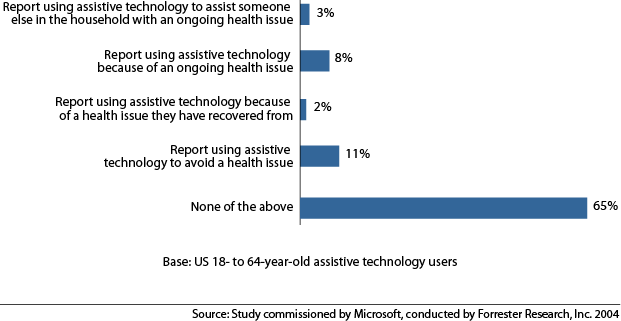 Report using assistive technology to assist someone
else in the household with an ongoing health issue
3%
Report using assistive technology
because of an ongoing health issue
8%
Report using assistive technology because
of a health issue they have recovered from
2%
Report using assistive
technology to avoid a health issue
11%
None of the above
65%
Base: US 18- to 64-year-old assistive technology users
Source: Study commissioned by Microsoft, conducted by Forrester Research, Inc. 2004